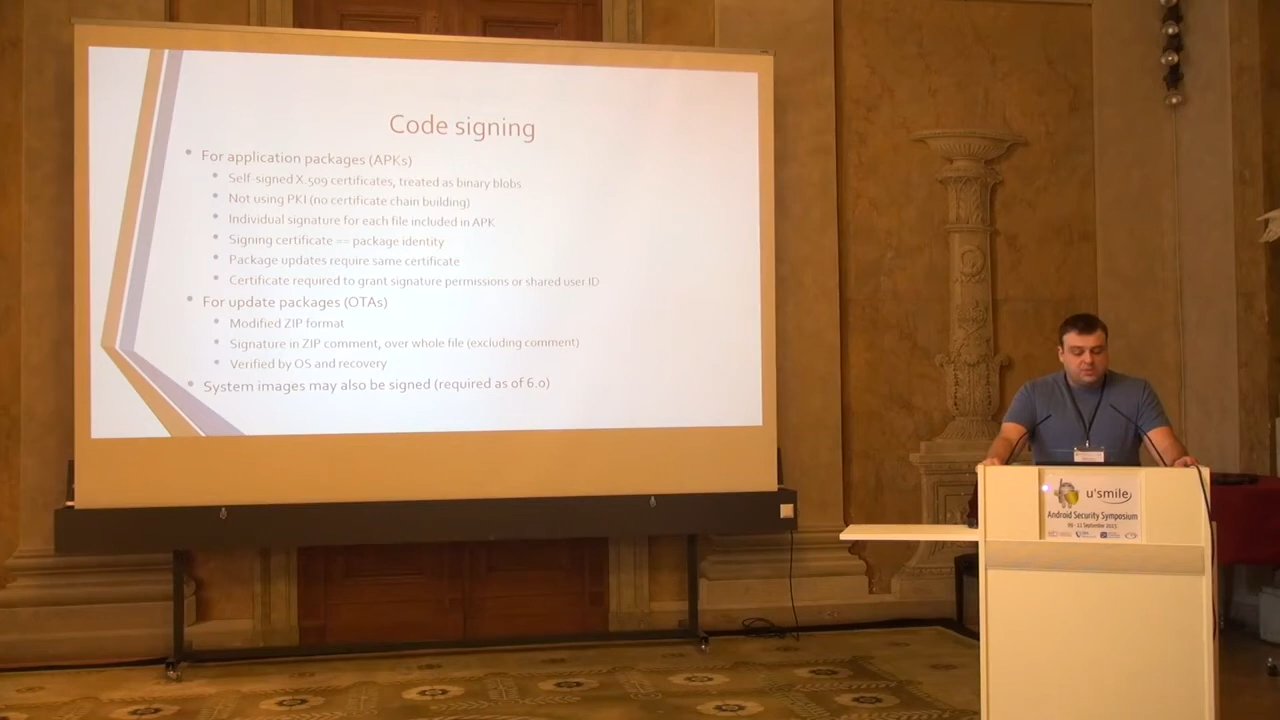 Code signing
For application packages (APKs)
Self-signed X.509 certificates, treated as binary blobs
Not using PKI (no certificate chain building)
Individual signature for each file included in APK
Signing certificate == package identity
Package updates require same certificate
Certificate required to grant signature permissions or shared user ID
For update packages (OTAs)
Modified ZIP format
Signature in ZIP comment, over whole file (excluding comment)
Verified by OS and recovery
System images may also be signed (required as of 6.0)
u'smile
Android Security Symposium
09 - 11 September 2015